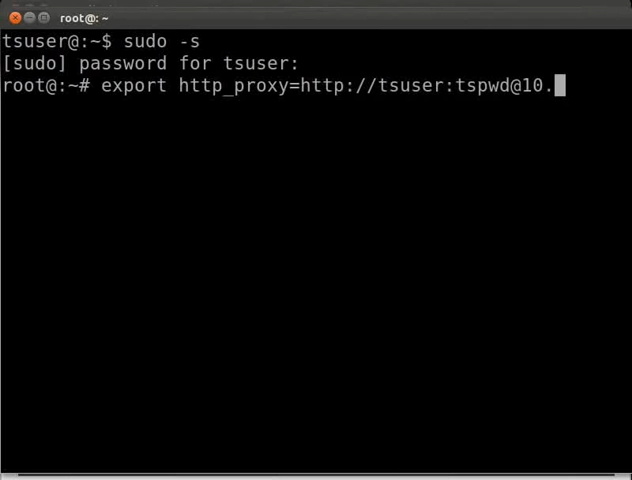 root@: ~
tsuser@:~$ sudo -s
[sudo] password for tsuser:
root@:~# export http_proxy=http://tsuser:tspwd@10.